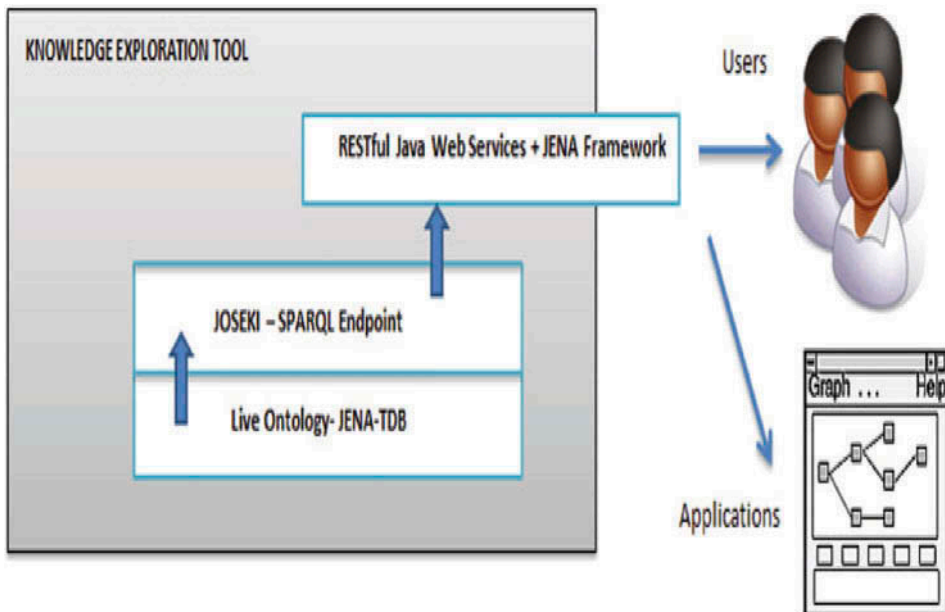 KNOWLEDGE EXPLORATION TOOL
Users
RESTful Java Web Services + JENA Framework
JOSEKI – SPARQL Endpoint
Live Ontology- JENA-TDB
Graph ... Help
Applications